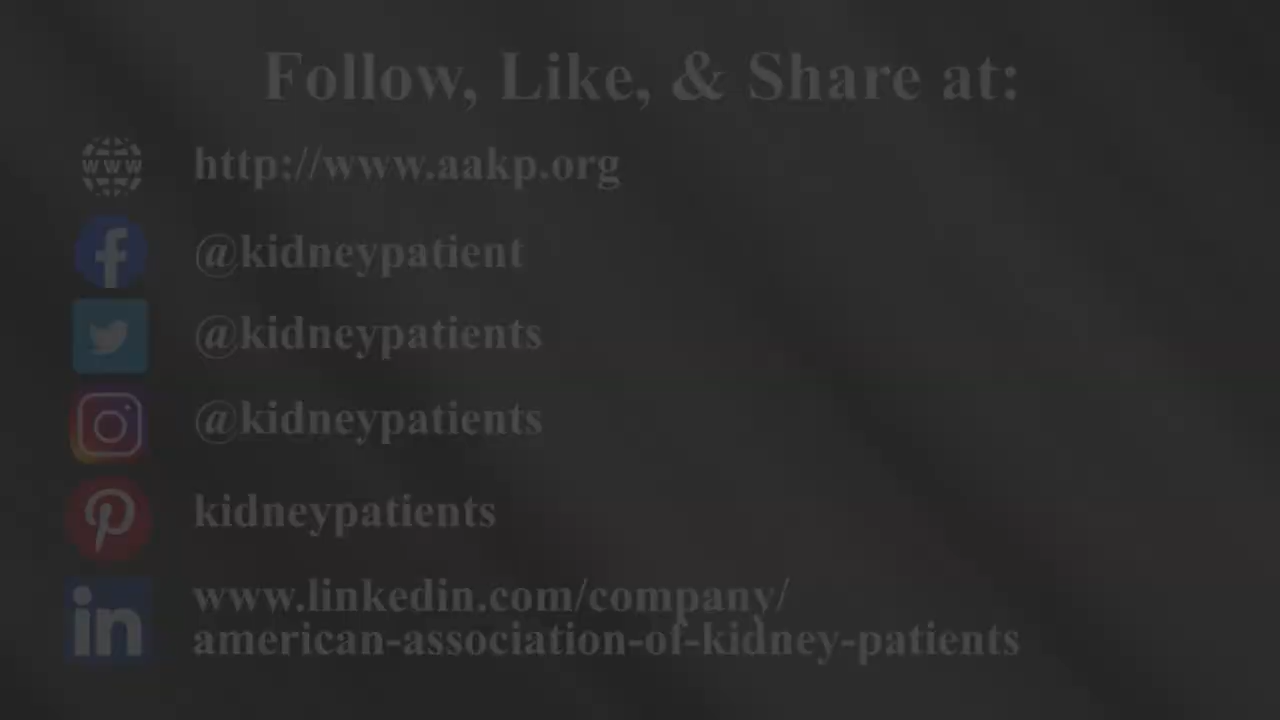 Follow, Like, & Share at:
www
http://www.aakp.org
@kidneypatient
@kidneypatients
@kidneypatients
kidneypatients
www.linkedin.com/company/
american-association-of-kidney-patients